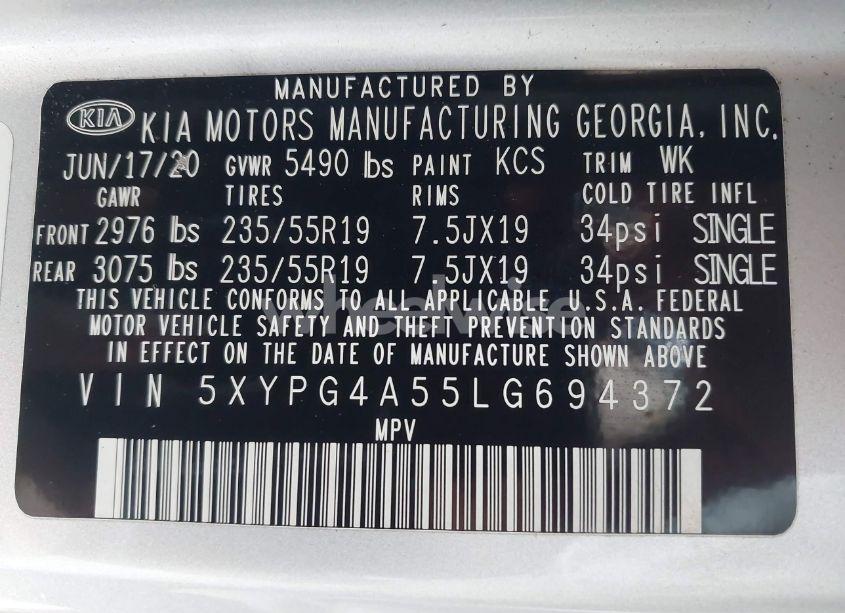 MANUFACTURED BY
KIA KIA MOTORS MANUFACTURING GEORGIA, INC.
JUN/17/20 GVWR 5490 lbs PAINT KCS TRIM WK
GAWR TIRES RIMS COLD TIRE INFL
FRONT 2976 lbs 235/55R19 7.5JX19 34psi SINGLE
REAR 3075 lbs 235/55R19 7.5JX19 34psi SINGLE
THIS VEHICLE CONFORMS TO ALL APPLICABLE U.S.A. FEDERAL
MOTOR VEHICLE SAFETY AND THEFT PREVENTION STANDARDS
IN EFFECT ON THE DATE OF MANUFACTURE SHOWN ABOVE
VIN 5XYPG4A55LG694372
MPV